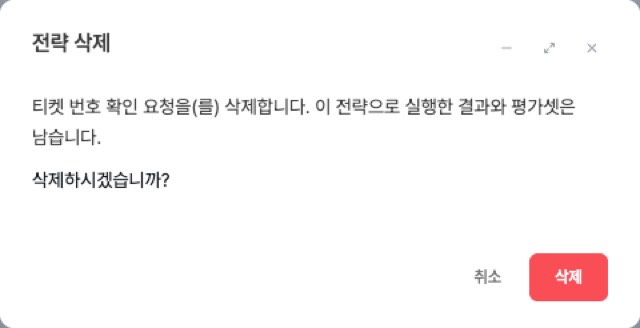 전략 삭제
티켓 번호 확인 요청을(를) 삭제합니다. 이 전략으로 실행한 결과와 평가셋은
남습니다.
삭제하시겠습니까?
취소 삭제